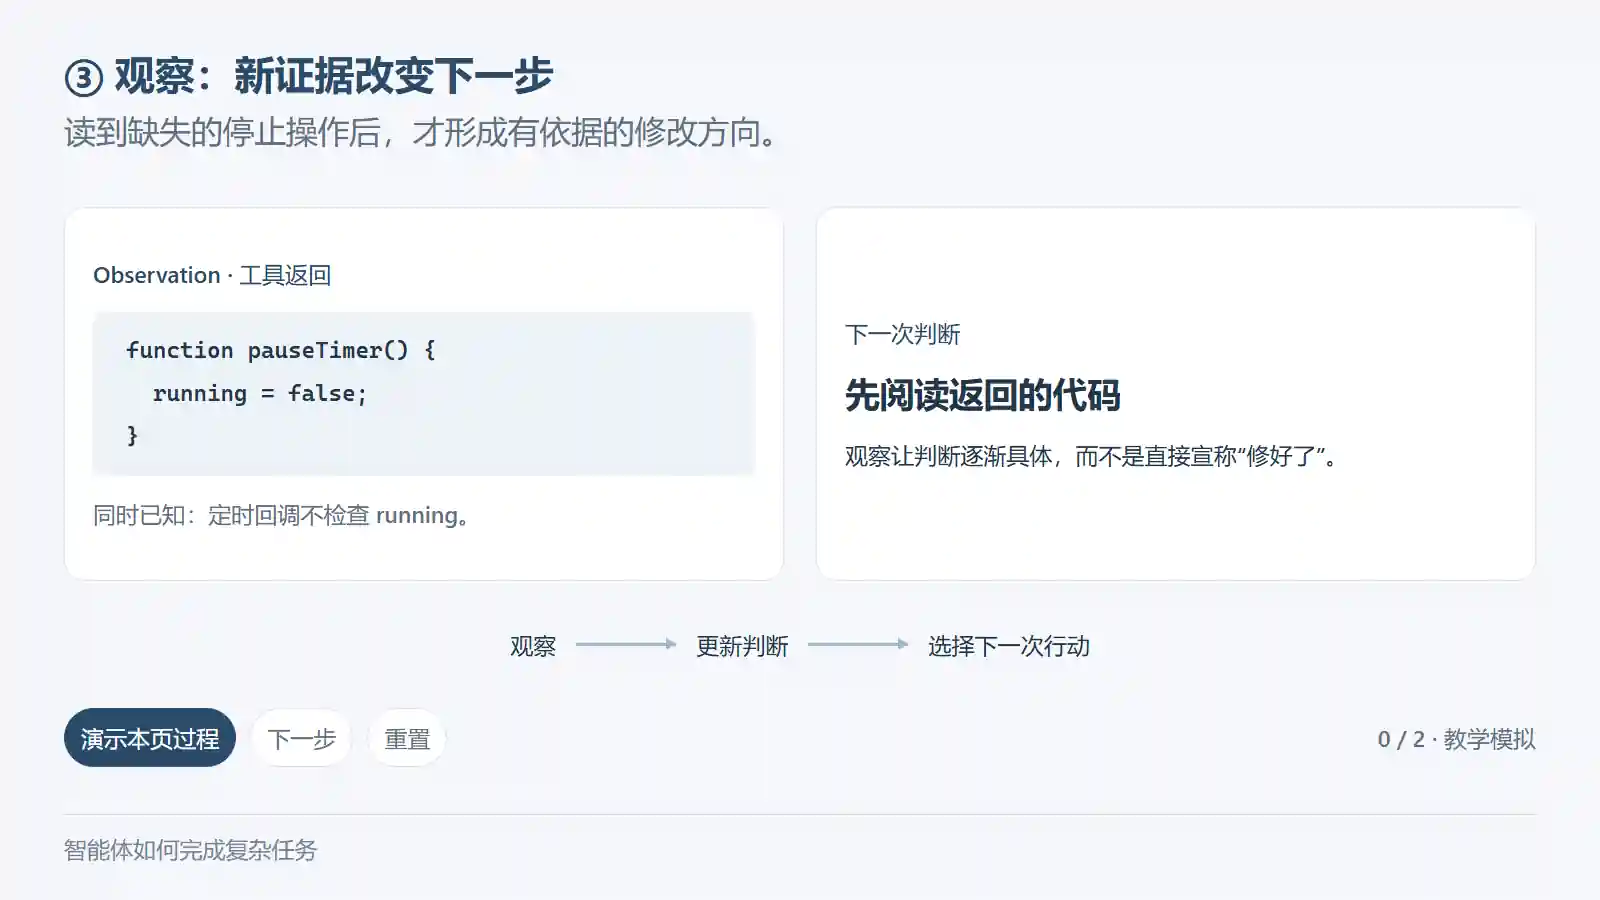 ③ 观察：新证据改变下一步
读到缺失的停止操作后，才形成有依据的修改方向。
Observation · 工具返回
function pauseTimer() {
  running = false;
}
同时已知：定时回调不检查 running。
下一次判断
先阅读返回的代码
观察让判断逐渐具体，而不是直接宣称“修好了”。
观察
更新判断
选择下一次行动
演示本页过程
下一步
重置
0 / 2 · 教学模拟
智能体如何完成复杂任务